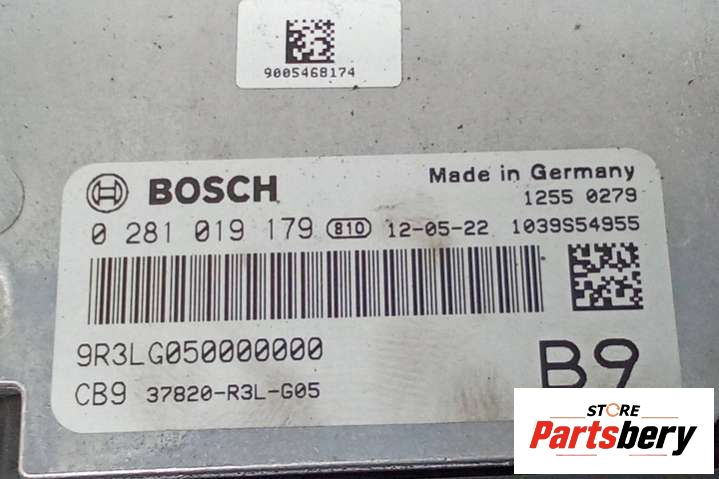 9005468174
BOSCH
Made in Germany
1255 0279
0 281 019 179 810 12-05-22 1039S54955
9R3LG050000000
CB9 37820-R3L-G05
B9
STORE
Partsbery